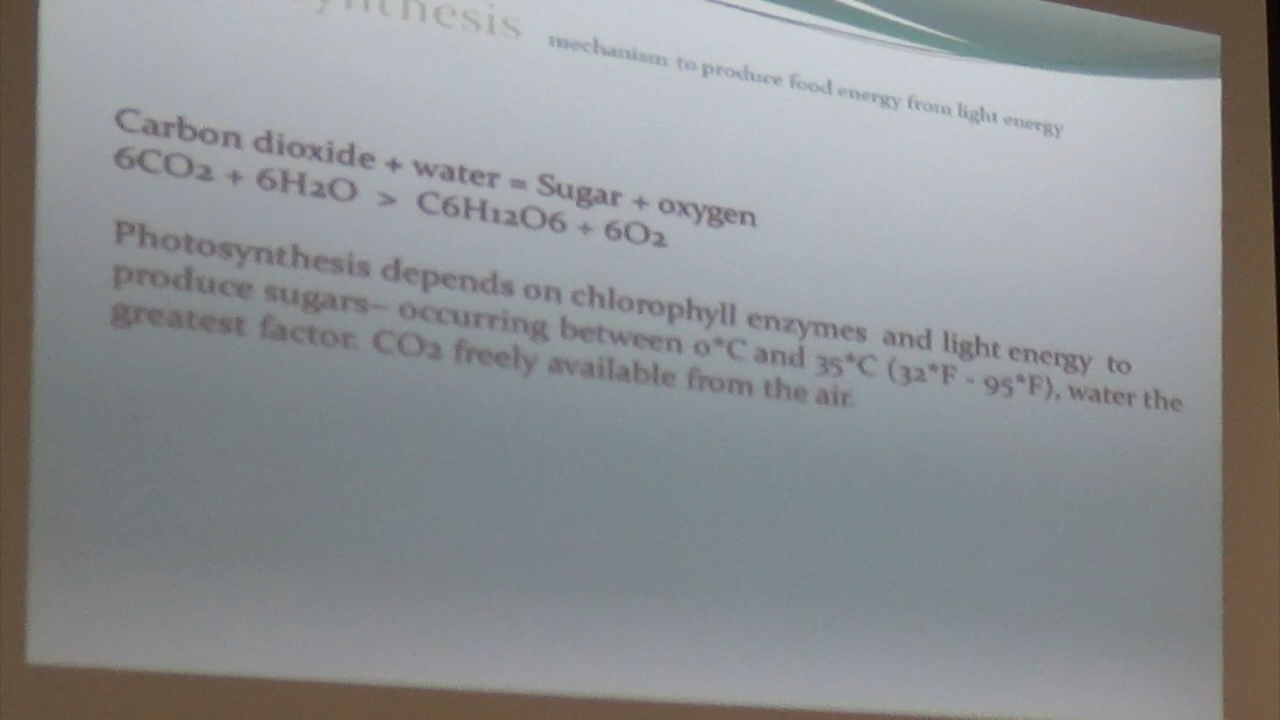 synthesis mechanism to produce food energy from light energy
Carbon dioxide + water = Sugar + oxygen
6CO2 + 6H2O > C6H12O6 + 6O2
Photosynthesis depends on chlorophyll enzymes and light energy to
produce sugars– occurring between 0*C and 35*C (32*F - 95*F), water the
greatest factor. CO2 freely available from the air.